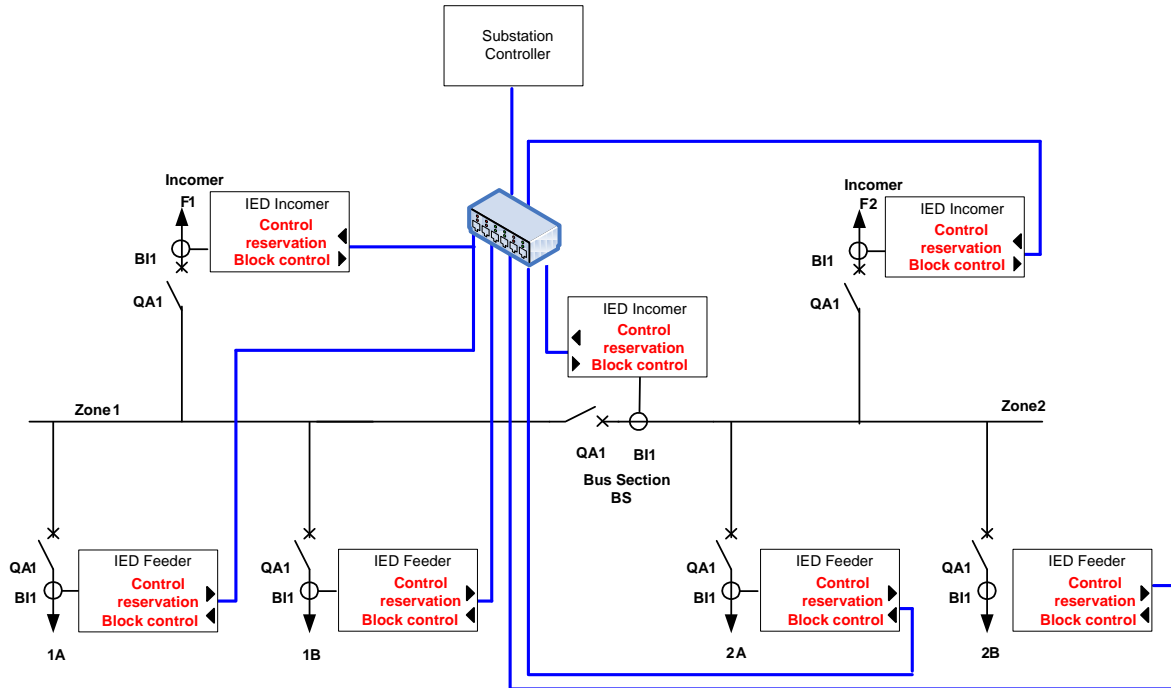 Substation
Controller
Incomer
F1
IED Incomer
Control
reservation
Block control
BI1
QA1
Incomer
F2
IED Incomer
Control
reservation
Block control
BI1
QA1
IED Incomer
Control
reservation
Block control
Zone 1
Zone2
QA1
BI1
Bus Section
BS
QA1
BI1
IED Feeder
Control
reservation
Block control
1A
QA1
BI1
IED Feeder
Control
reservation
Block control
1B
QA1
BI1
IED Feeder
Control
reservation
Block control
2A
QA1
BI1
IED Feeder
Control
reservation
Block control
2B